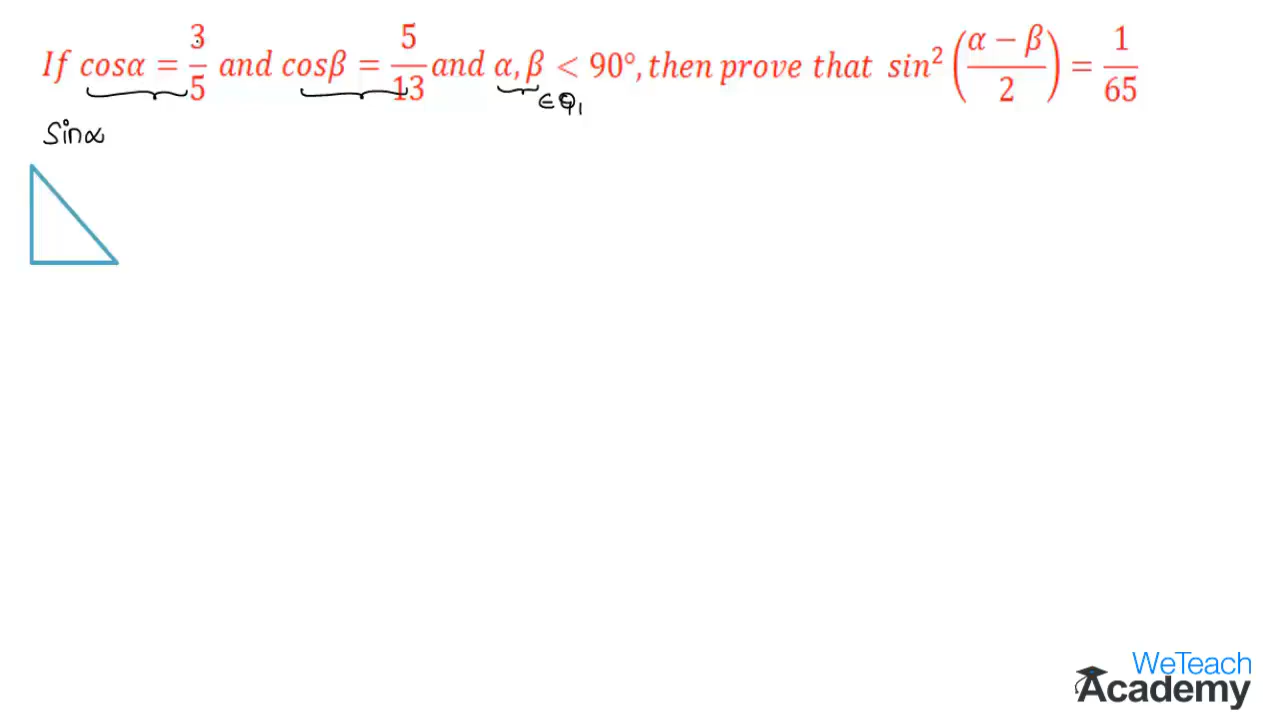 If cosα = 3/5 and cosβ = 5/13 and α, β < 90°, then prove that sin² ((α − β)/2) = 1/65
∈ Q₁
Sinα
WeTeach
Academy